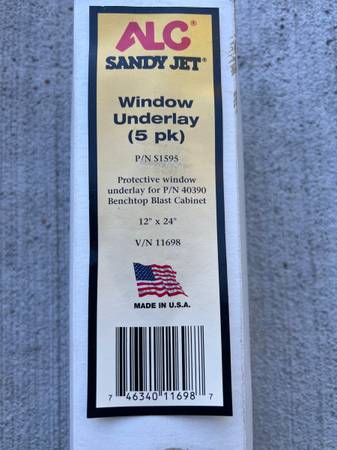 ALC
SANDY JET®
Window
Underlay
(5 pk)
P/N S1595
Protective window
underlay for P/N 40390
Benchtop Blast Cabinet
12" x 24"
V/N 11698
MADE IN U.S.A.
7 46340 11698 7